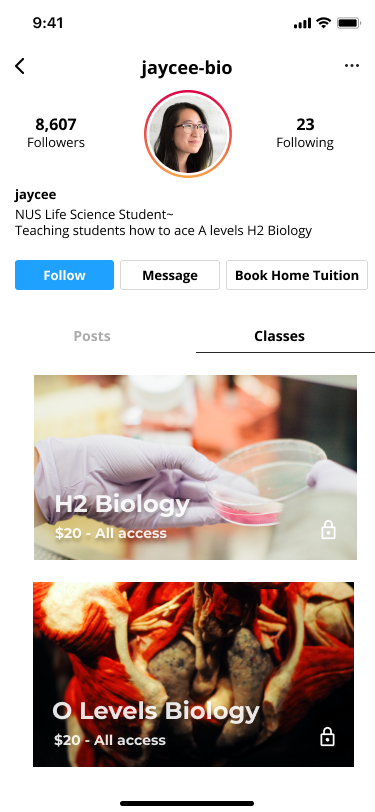 9:41
jaycee-bio
8,607
Followers
23
Following
jaycee
NUS Life Science Student~
Teaching students how to ace A levels H2 Biology
Follow
Message
Book Home Tuition
Posts
Classes
H2 Biology
$20 - All access
O Levels Biology
$20 - All access